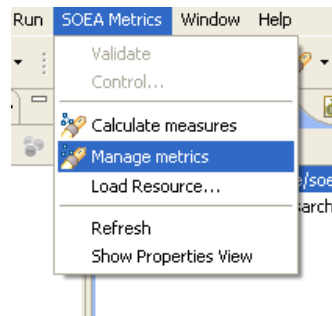 Run SOEA Metrics Window Help
Validate
Control...
Calculate measures
Manage metrics
Load Resource...
Refresh
Show Properties View